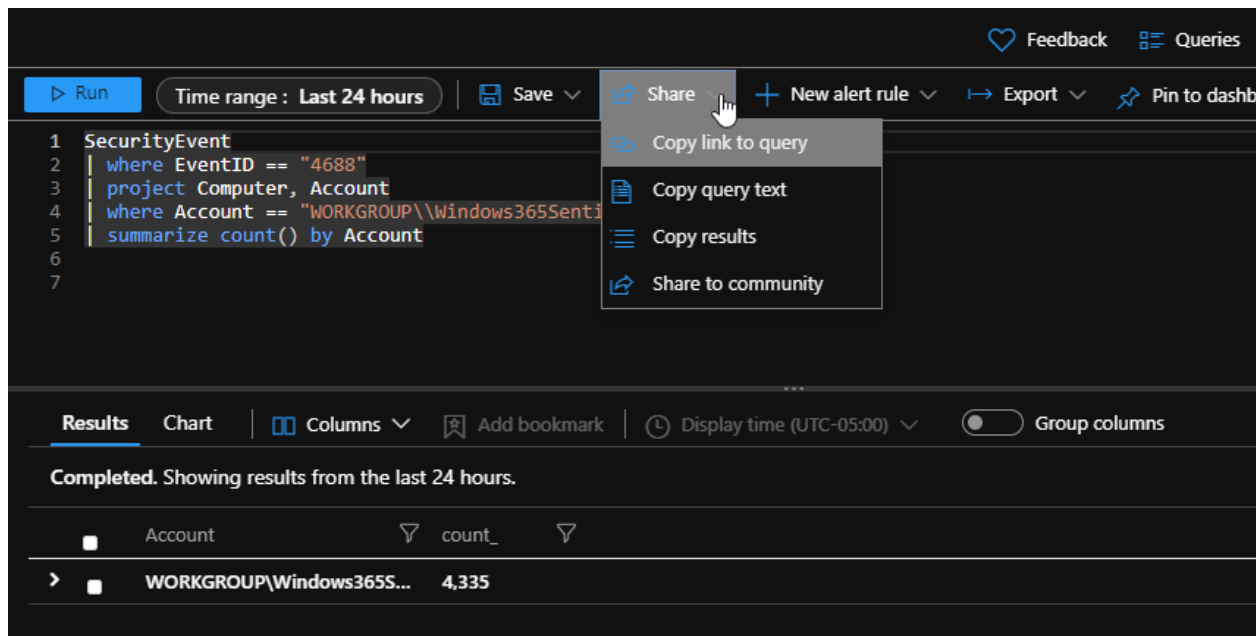 Feedback Queries
Run Time range : Last 24 hours Save Share New alert rule Export Pin to dashb
1 SecurityEvent
2 | where EventID == "4688"
3 | project Computer, Account
4 | where Account == "WORKGROUP\\Windows365Senti
5 | summarize count() by Account
6
7
Copy link to query
Copy query text
Copy results
Share to community
Results Chart Columns Add bookmark Display time (UTC-05:00) Group columns
Completed. Showing results from the last 24 hours.
Account count_
WORKGROUP\Windows365S... 4,335